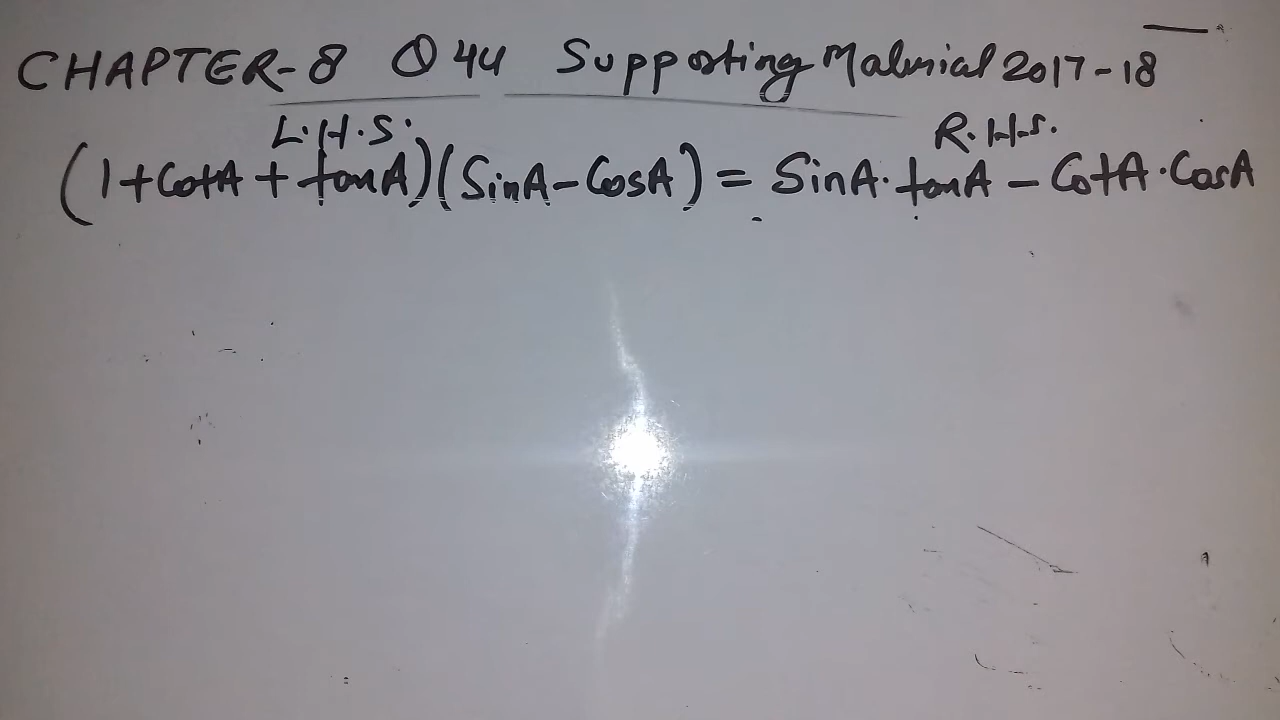 CHAPTER-8 Q 44 Supporting Material 2017-18
L.H.S. R.H.S.
(1+CotA + tanA)(SinA-CosA) = SinA·tanA - CotA·CosA